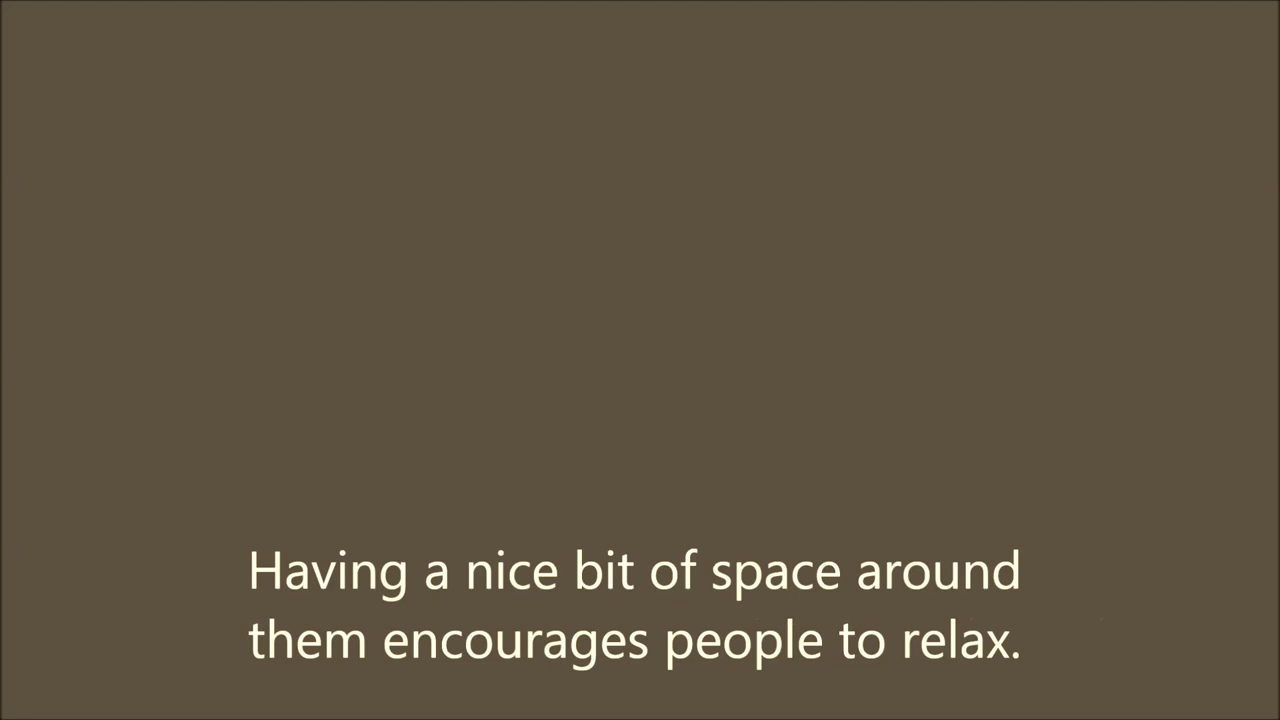 Having a nice bit of space around
them encourages people to relax.